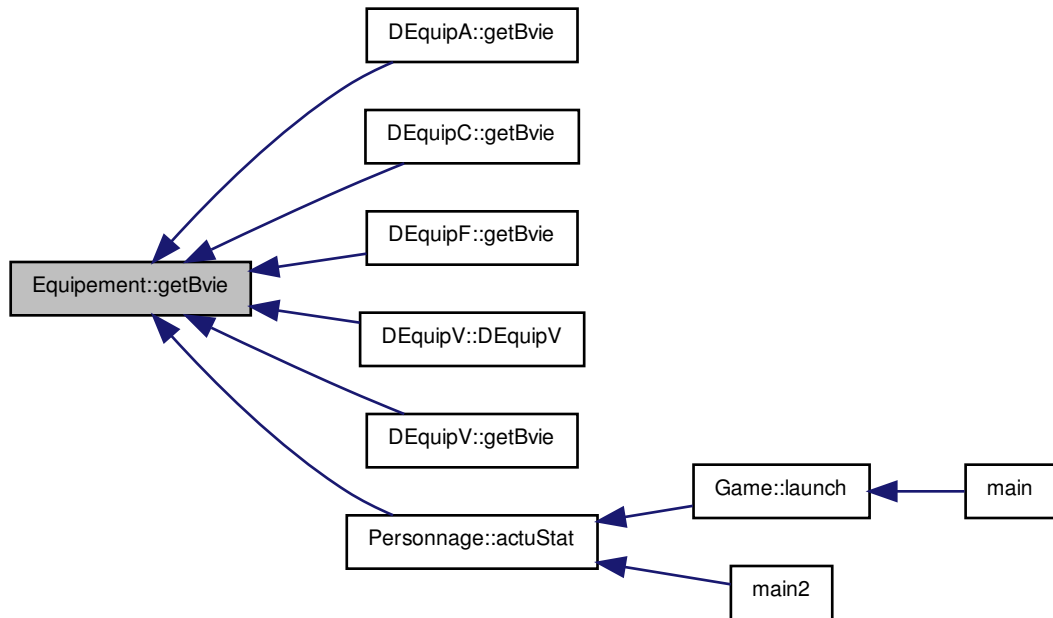 DEquipA::getBvie
DEquipC::getBvie
DEquipF::getBvie
Equipement::getBvie
DEquipV::DEquipV
DEquipV::getBvie
Game::launch
main
Personnage::actuStat
main2